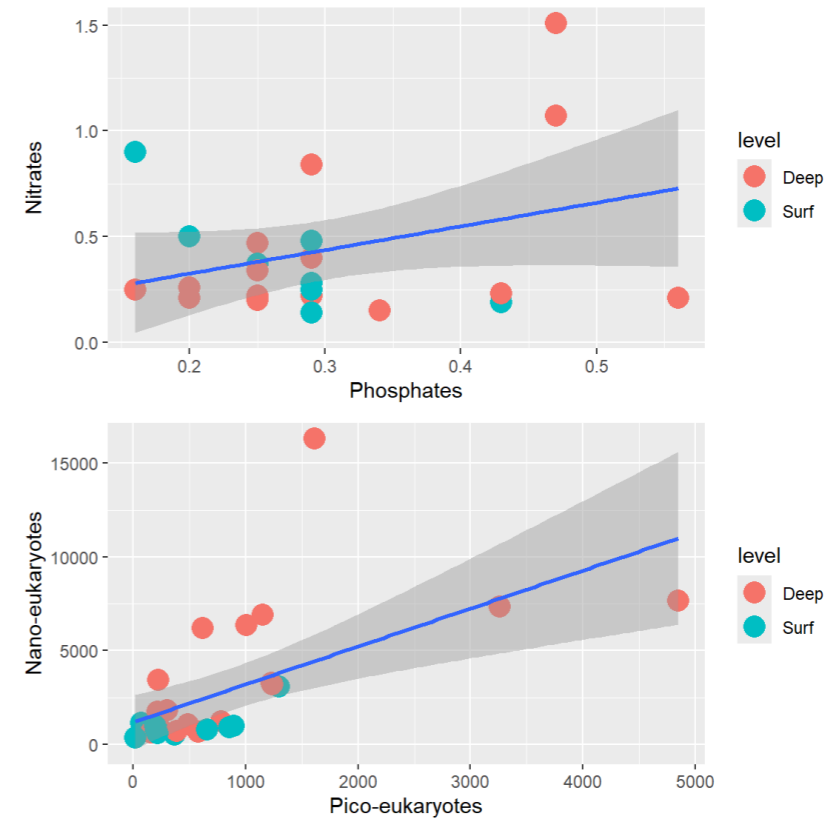 1.5
1.0
0.5
0.0
Nitrates
0.2
0.3
0.4
0.5
Phosphates
level
Deep
Surf
15000
10000
5000
0
Nano-eukaryotes
0
1000
2000
3000
4000
5000
Pico-eukaryotes
level
Deep
Surf